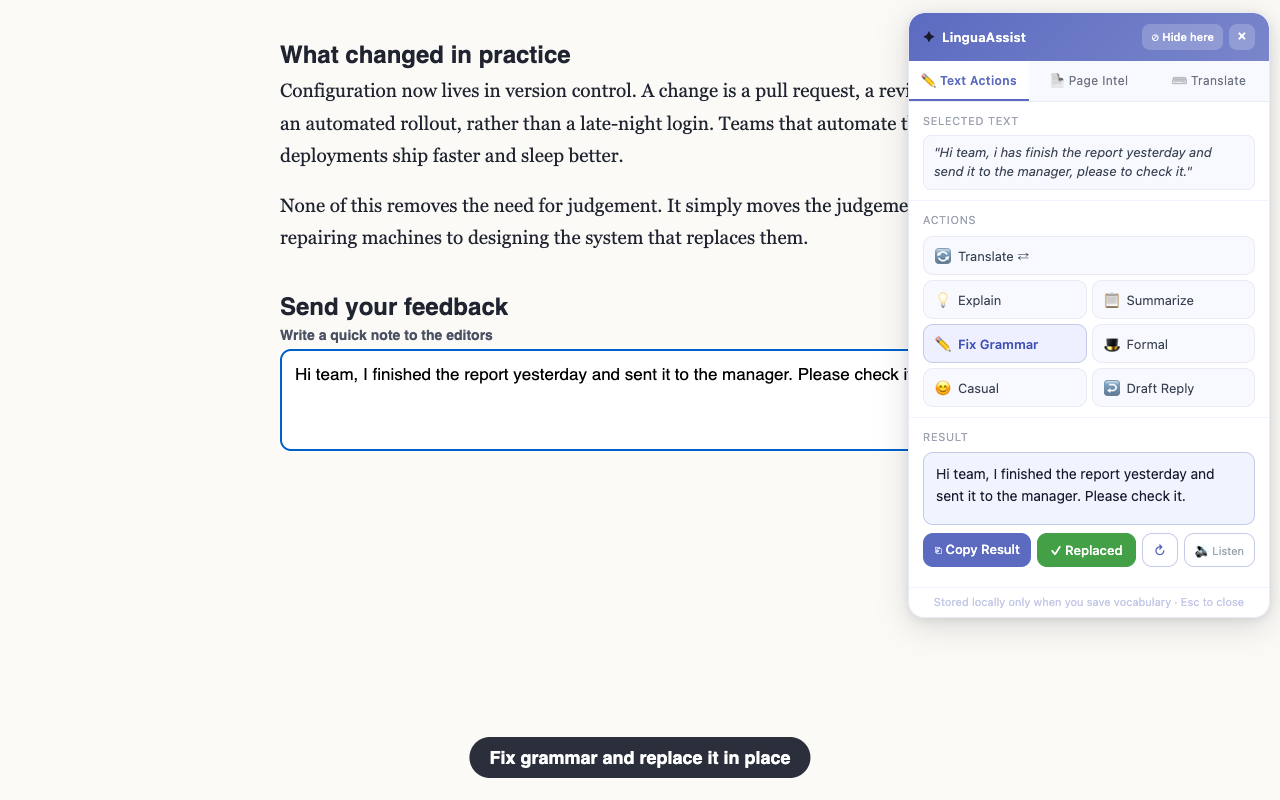 What changed in practice
Configuration now lives in version control. A change is a pull request, a
an automated rollout, rather than a late-night login. Teams that automate
deployments ship faster and sleep better.
None of this removes the need for judgement. It simply moves the
repairing machines to designing the system that replaces them.
Send your feedback
Write a quick note to the editors
Hi team, I finished the report yesterday and sent it to the manager. Please check
LinguaAssist
Hide here
×
Text Actions
Page Intel
Translate
SELECTED TEXT
"Hi team, i has finish the report yesterday and
send it to the manager, please to check it."
ACTIONS
Translate ⇄
Explain
Summarize
Fix Grammar
Formal
Casual
Draft Reply
RESULT
Hi team, I finished the report yesterday and
sent it to the manager. Please check it.
Copy Result
✓ Replaced
↻
Listen
Stored locally only when you save vocabulary · Esc to close
Fix grammar and replace it in place